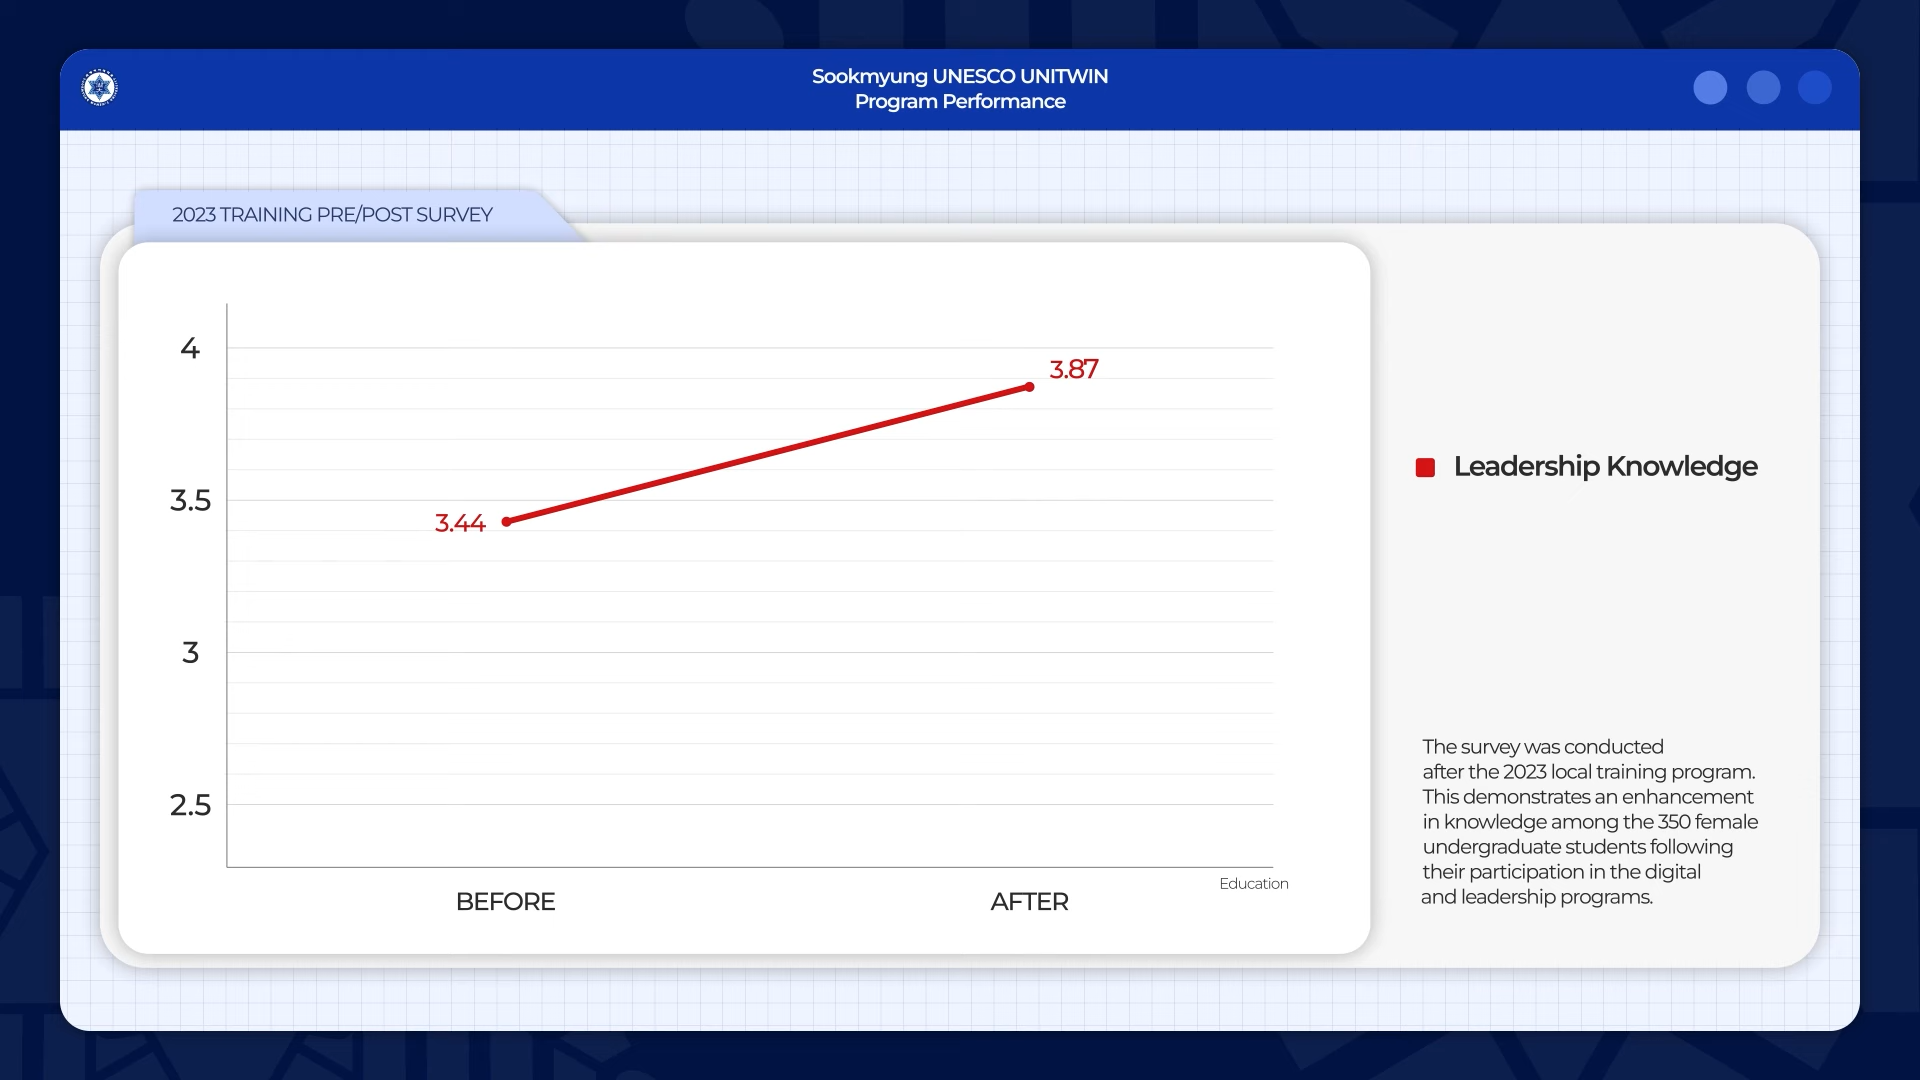 Sookmyung UNESCO UNITWIN
Program Performance
2023 TRAINING PRE/POST SURVEY
4
3.5
3
2.5
3.44
3.87
BEFORE
AFTER
Education
Leadership Knowledge
The survey was conducted
after the 2023 local training program.
This demonstrates an enhancement
in knowledge among the 350 female
undergraduate students following
their participation in the digital
and leadership programs.